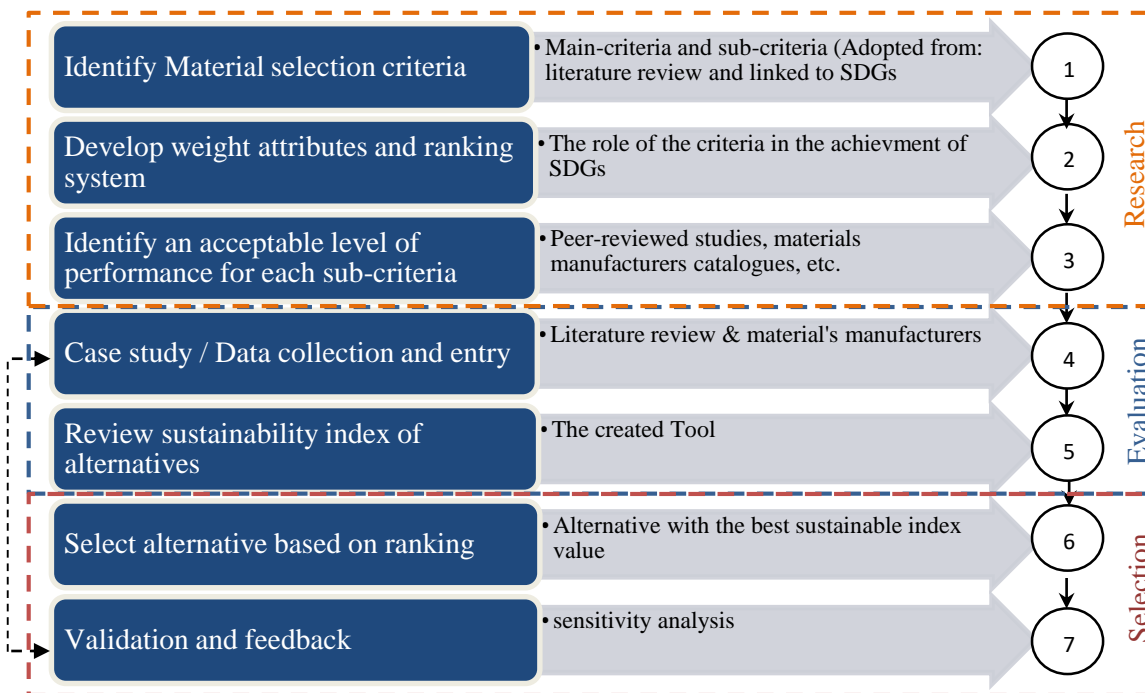 Identify Material selection criteria
• Main-criteria and sub-criteria (Adopted from:
literature review and linked to SDGs
1
Develop weight attributes and ranking
system
• The role of the criteria in the achievment of
SDGs
2
Identify an acceptable level of
performance for each sub-criteria
• Peer-reviewed studies, materials
manufacturers catalogues, etc.
3
Research
Case study / Data collection and entry
• Literature review & material's manufacturers
4
Review sustainability index of
alternatives
• The created Tool
5
Evaluation
Select alternative based on ranking
• Alternative with the best sustainable index
value
6
Validation and feedback
• sensitivity analysis
7
Selection